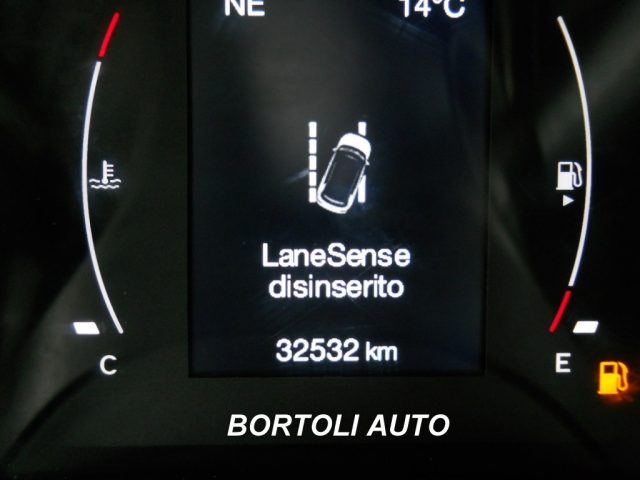 NE 14°C
LaneSense
disinserito
32532 km
C E
BORTOLI AUTO